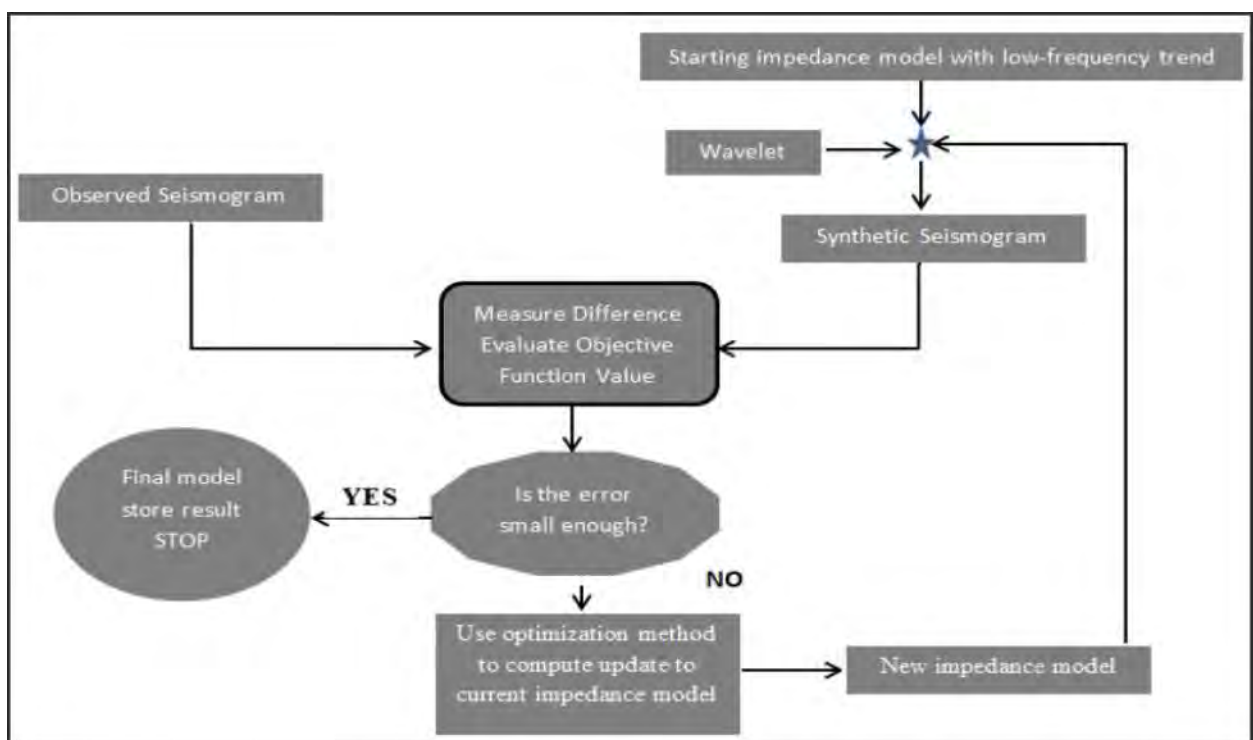 Starting impedance model with low-frequency trend
Wavelet
Observed Seismogram
Synthetic Seismogram
Measure Difference
Evaluate Objective
Function Value
Final model
store result
STOP
YES
Is the error
small enough?
NO
Use optimization method
to compute update to
current impedance model
New impedance model